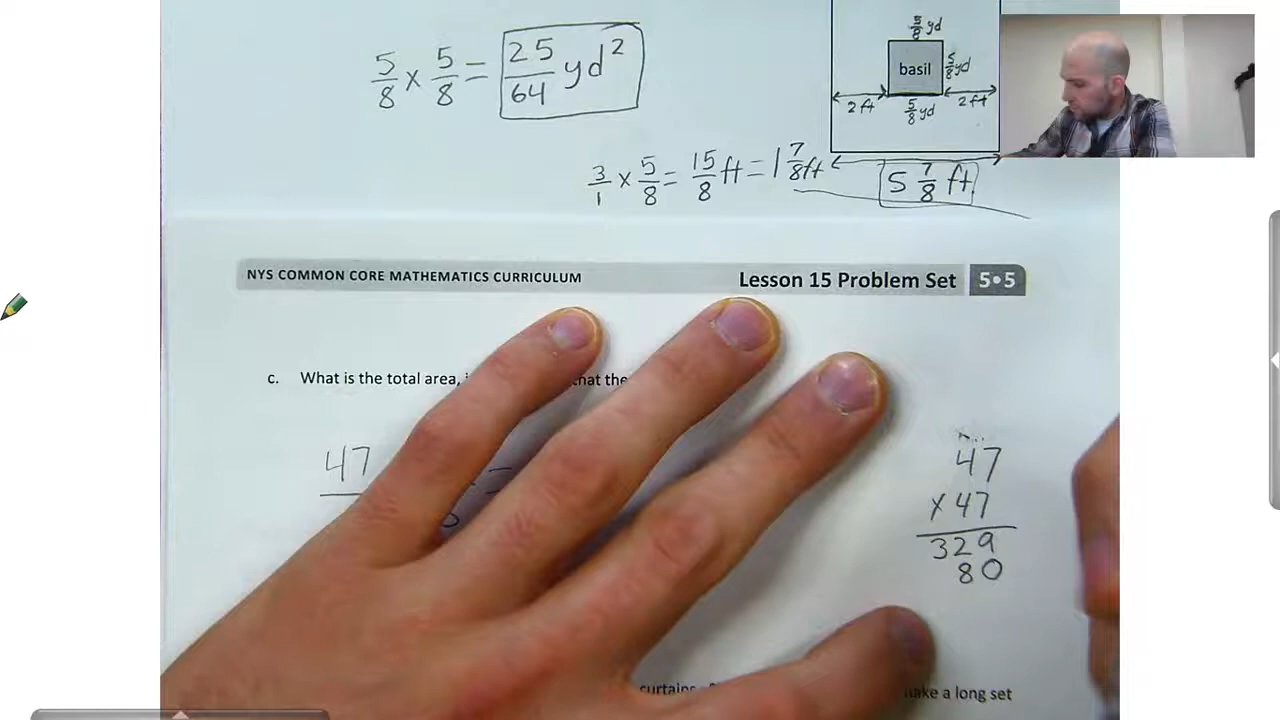 5/8 × 5/8 = 25/64 yd²
5/8 yd
basil
5/8 yd
2 ft
5/8 yd
2 ft
3/1 × 5/8 = 15/8 ft = 1 7/8 ft
5 7/8 ft
NYS COMMON CORE MATHEMATICS CURRICULUM
Lesson 15 Problem Set 5•5
c. What is the total area, that the
47
47
× 47
329
80
curtains make a long set